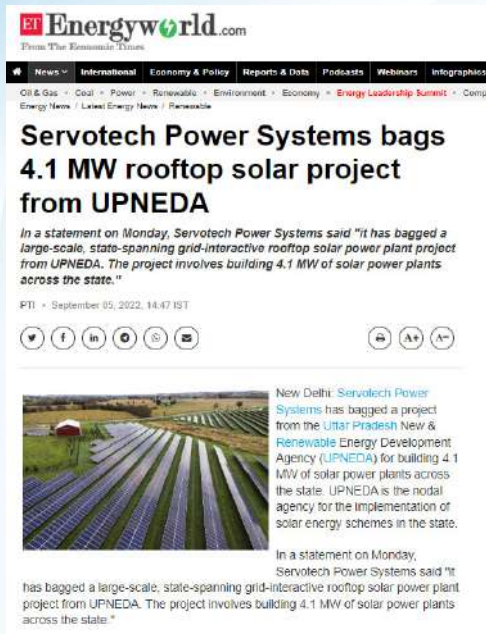 ET Energyworld.com
From The Economic Times
News International Economy & Policy Reports & Data Podcasts Webinars Infographics
Oil & Gas • Coal • Power • Renewable • Environment • Economy • Energy Leadership Summit • Comp
Energy News / Latest Energy News / Renewable
Servotech Power Systems bags
4.1 MW rooftop solar project
from UPNEDA
In a statement on Monday, Servotech Power Systems said "it has bagged a
large-scale, state-spanning grid-interactive rooftop solar power plant project
from UPNEDA. The project involves building 4.1 MW of solar power plants
across the state."
PTI • September 05, 2022, 14:47 IST
A+ A−
New Delhi: Servotech Power
Systems has bagged a project
from the Uttar Pradesh New &
Renewable Energy Development
Agency (UPNEDA) for building 4.1
MW of solar power plants across
the state. UPNEDA is the nodal
agency for the implementation of
solar energy schemes in the state.
In a statement on Monday,
Servotech Power Systems said "it
has bagged a large-scale, state-spanning grid-interactive rooftop solar power plant
project from UPNEDA. The project involves building 4.1 MW of solar power plants
across the state."